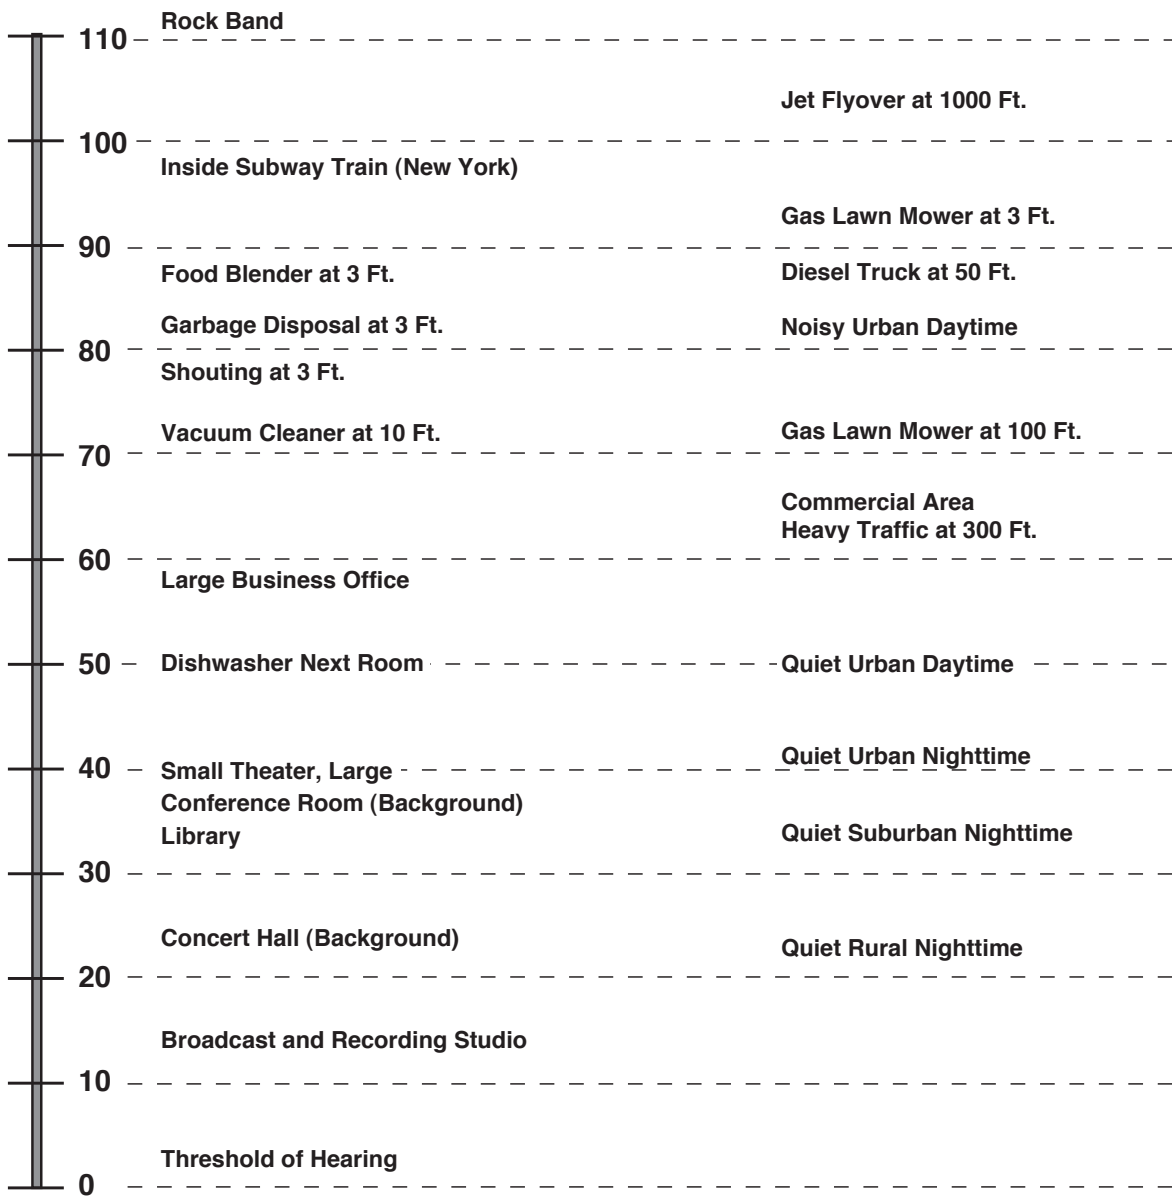 Rock Band
110
Jet Flyover at 1000 Ft.
100
Inside Subway Train (New York)
Gas Lawn Mower at 3 Ft.
90
Food Blender at 3 Ft.
Diesel Truck at 50 Ft.
Garbage Disposal at 3 Ft.
Noisy Urban Daytime
80
Shouting at 3 Ft.
Vacuum Cleaner at 10 Ft.
Gas Lawn Mower at 100 Ft.
70
Commercial Area
Heavy Traffic at 300 Ft.
60
Large Business Office
50
Dishwasher Next Room
Quiet Urban Daytime
Quiet Urban Nighttime
40
Small Theater, Large
Conference Room (Background)
Library
Quiet Suburban Nighttime
30
Concert Hall (Background)
Quiet Rural Nighttime
20
Broadcast and Recording Studio
10
Threshold of Hearing
0